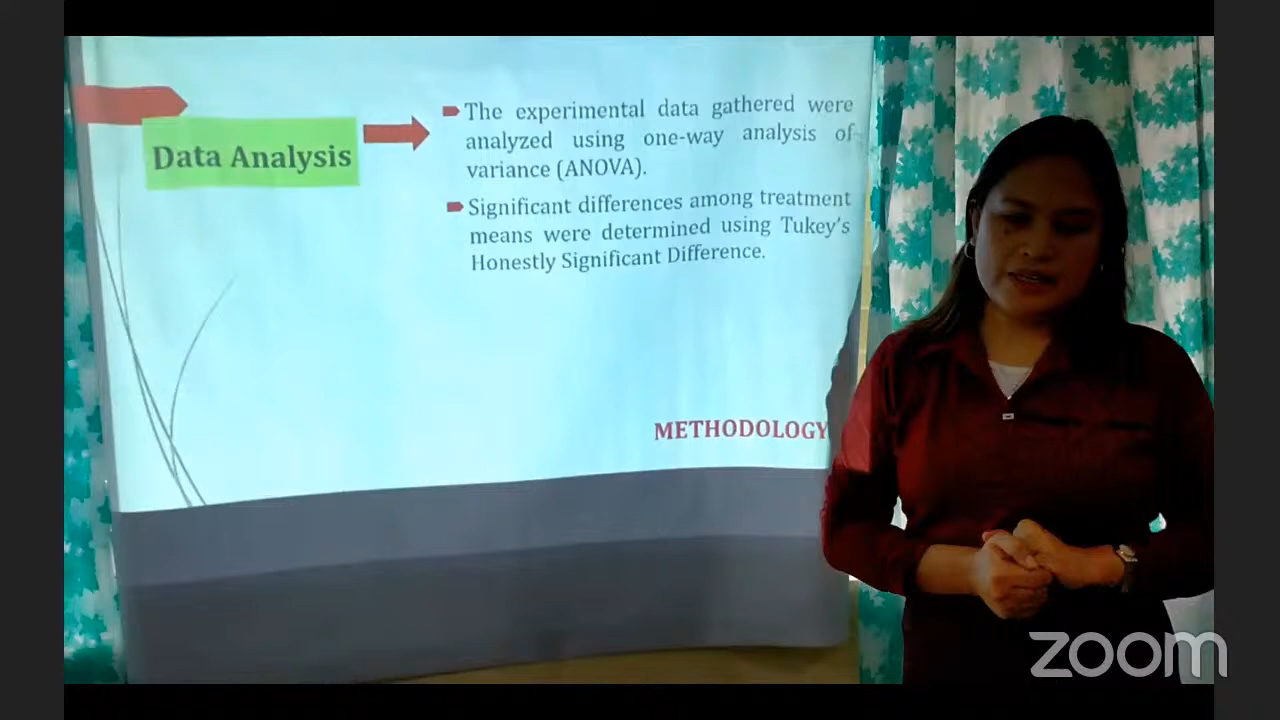 Data Analysis
The experimental data gathered were
analyzed using one-way analysis of
variance (ANOVA).
Significant differences among treatment
means were determined using Tukey's
Honestly Significant Difference.
METHODOLOGY
zoom